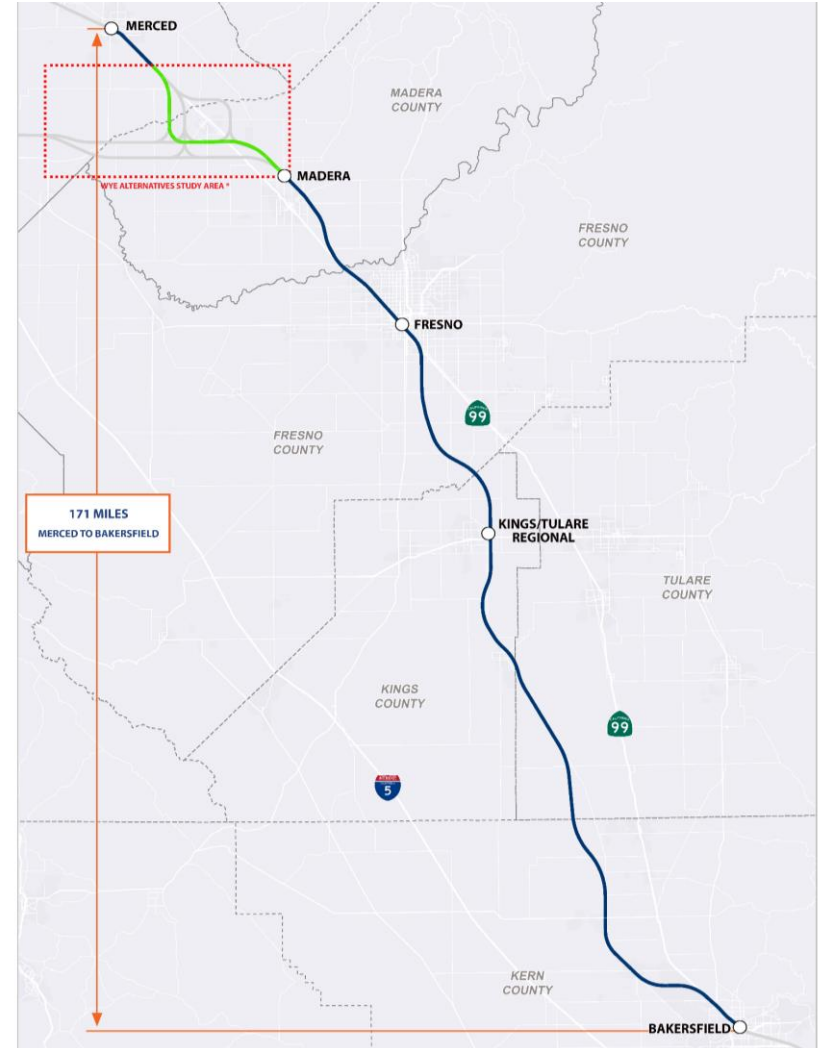 MERCED
MADERA
COUNTY
WYE ALTERNATIVES STUDY AREA *
MADERA
FRESNO
COUNTY
FRESNO
99
FRESNO
COUNTY
171 MILES
MERCED TO BAKERSFIELD
KINGS/TULARE
REGIONAL
TULARE
COUNTY
KINGS
COUNTY
99
5
KERN
COUNTY
BAKERSFIELD